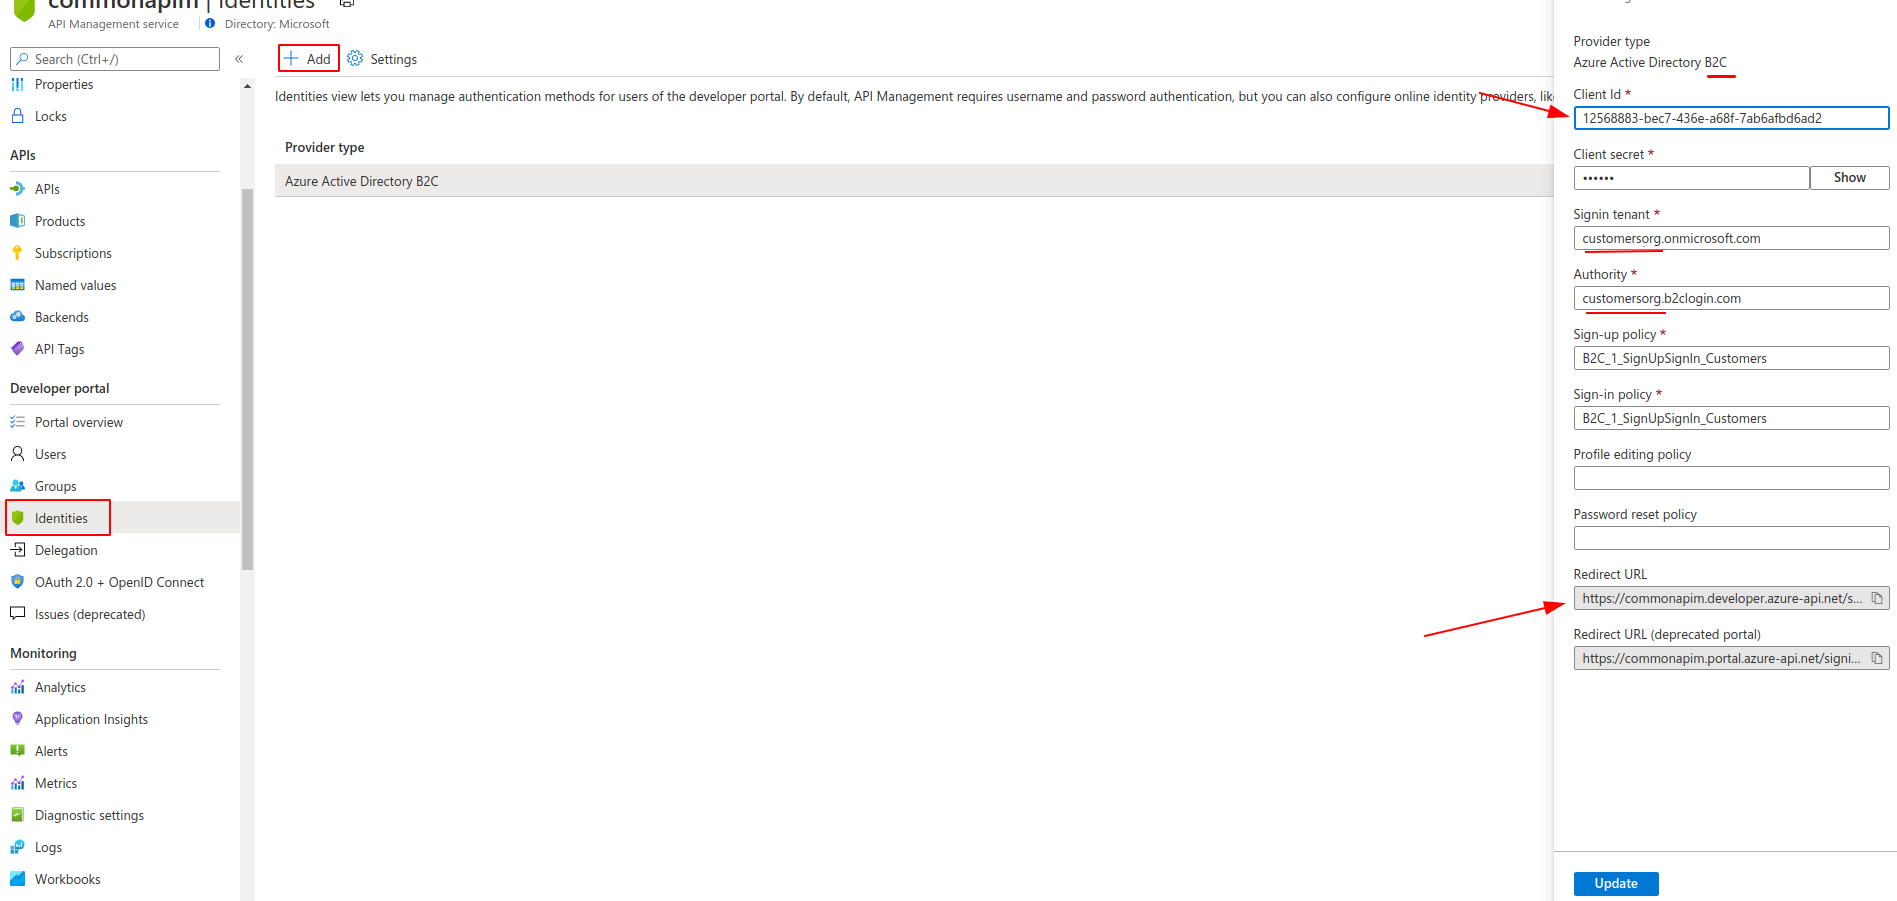 commonapim | Identities
API Management service
Directory: Microsoft
Search (Ctrl+/)
«
Properties
Locks
APIs
APIs
Products
Subscriptions
Named values
Backends
API Tags
Developer portal
Portal overview
Users
Groups
Identities
Delegation
OAuth 2.0 + OpenID Connect
Issues (deprecated)
Monitoring
Analytics
Application Insights
Alerts
Metrics
Diagnostic settings
Logs
Workbooks
Add
Settings
Identities view lets you manage authentication methods for users of the developer portal. By default, API Management requires username and password authentication, but you can also configure online identity providers, lik
Provider type
Azure Active Directory B2C
Provider type
Azure Active Directory B2C
Client Id *
12568883-bec7-436e-a68f-7ab6afbd6ad2
Client secret *
••••••
Show
Signin tenant *
customersorg.onmicrosoft.com
Authority *
customersorg.b2clogin.com
Sign-up policy *
B2C_1_SignUpSignIn_Customers
Sign-in policy *
B2C_1_SignUpSignIn_Customers
Profile editing policy
Password reset policy
Redirect URL
https://commonapim.developer.azure-api.net/s...
Redirect URL (deprecated portal)
https://commonapim.portal.azure-api.net/signi...
Update